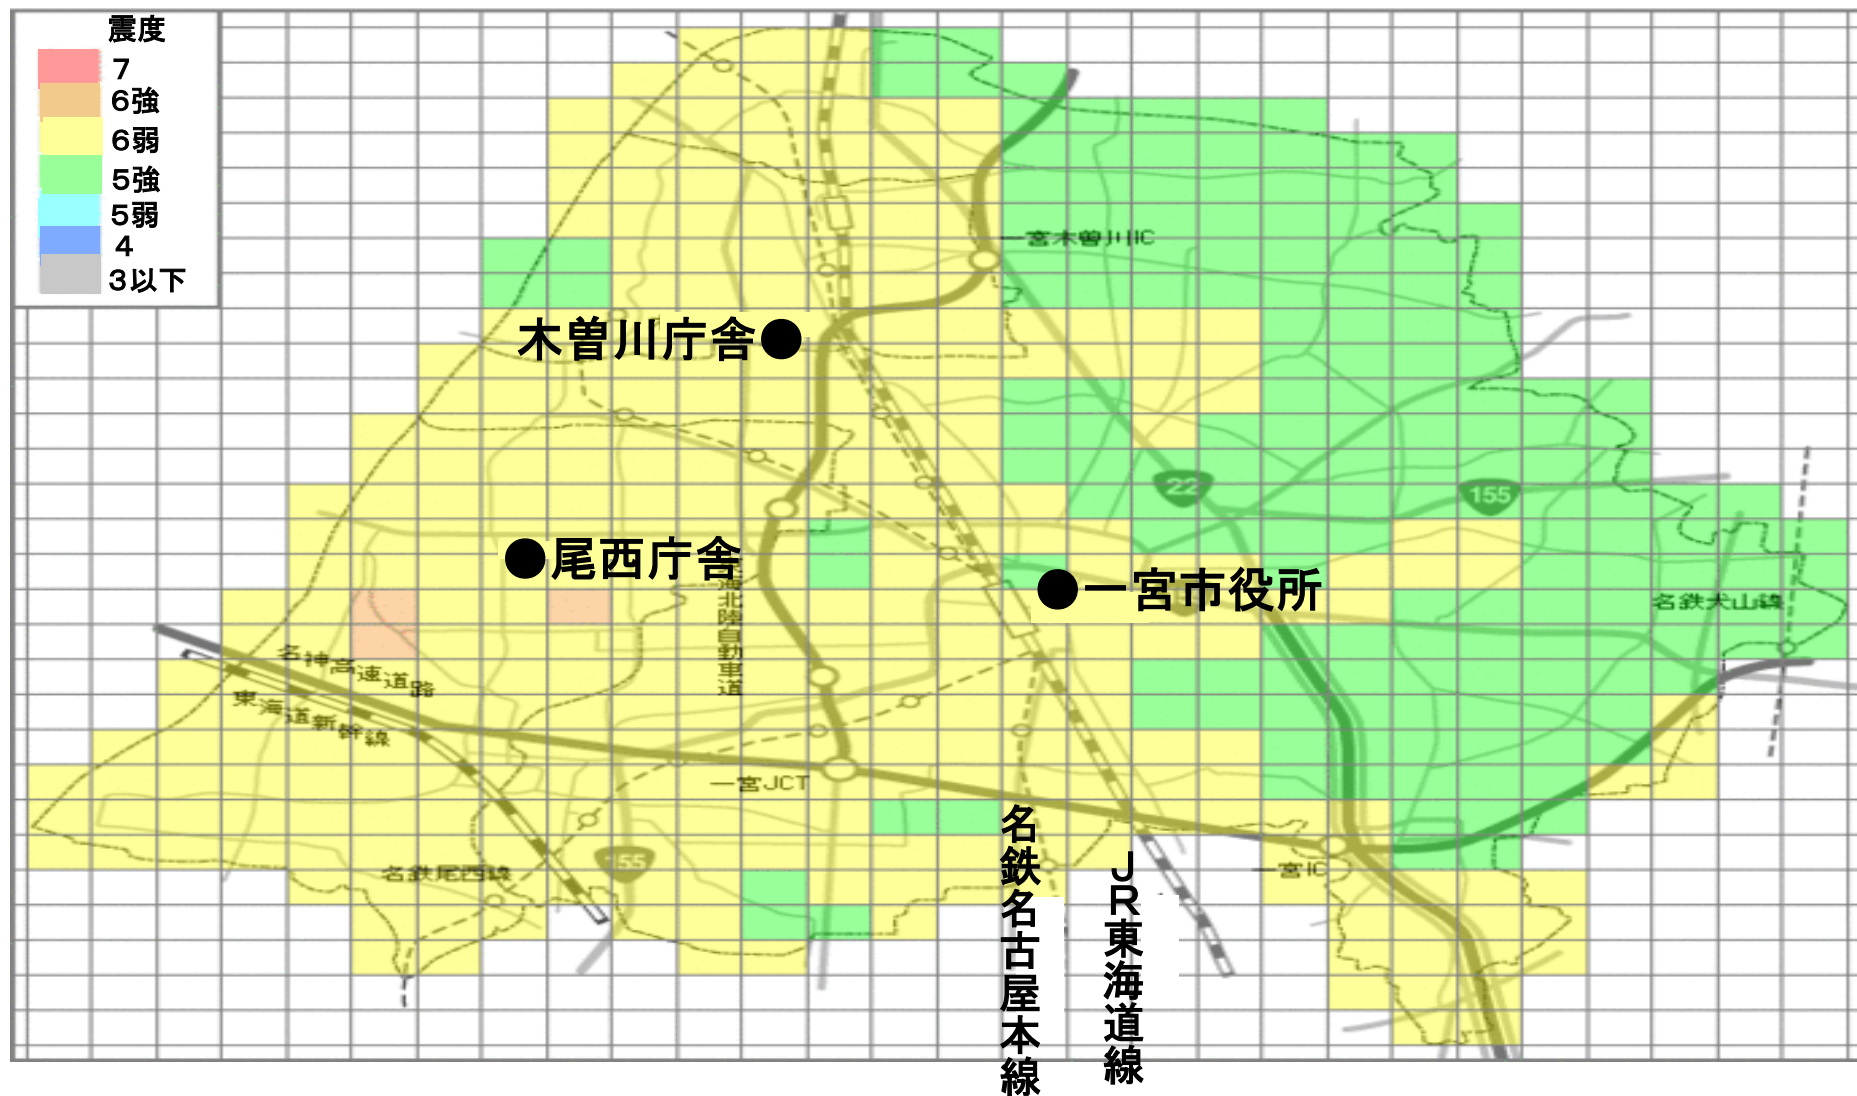 震度
7
6強
6弱
5強
5弱
4
3以下
一宮木曽川IC
木曽川庁舎
22
155
尾西庁舎
一宮市役所
東海北陸自動車道
名鉄犬山線
名神高速道路
東海道新幹線
一宮JCT
155
名鉄尾西線
一宮IC
名鉄名古屋本線
JR東海道線